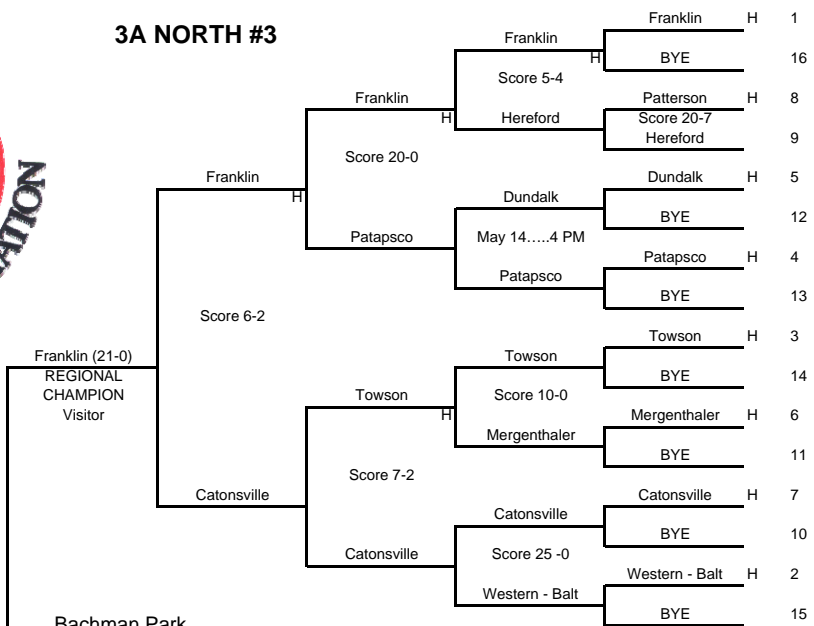 3A NORTH #3
Franklin H 1
BYE 16
Franklin
H
Score 5-4
Patterson H 8
Score 20-7
Hereford 9
Hereford
Franklin
H
Score 20-0
Dundalk H 5
BYE 12
Dundalk
May 14.....4 PM
Patapsco H 4
BYE 13
Patapsco
Patapsco
Franklin
H
Score 6-2
Towson H 3
BYE 14
Towson
Score 10-0
Mergenthaler H 6
BYE 11
Mergenthaler
Towson
H
Score 7-2
Catonsville H 7
BYE 10
Catonsville
Score 25 -0
Western - Balt H 2
BYE 15
Western - Balt
Catonsville
Catonsville
Franklin (21-0)
REGIONAL
CHAMPION
Visitor
Bachman Park